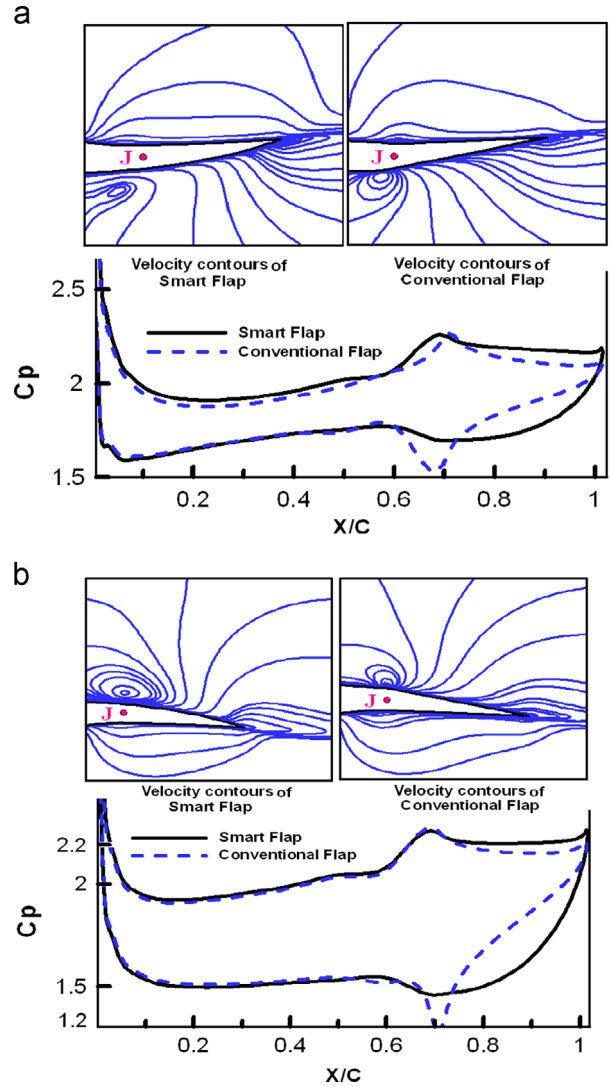 a
J
J
Velocity contours of
Smart Flap
Velocity contours of
Conventional Flap
2.5
2
1.5
Cp
Smart Flap
Conventional Flap
0.2
0.4
0.6
0.8
1
X/C
b
J
J
Velocity contours of
Smart Flap
Velocity contours of
Conventional Flap
2.2
2
1.5
1.2
Cp
Smart Flap
Conventional Flap
0.2
0.4
0.6
0.8
1
X/C